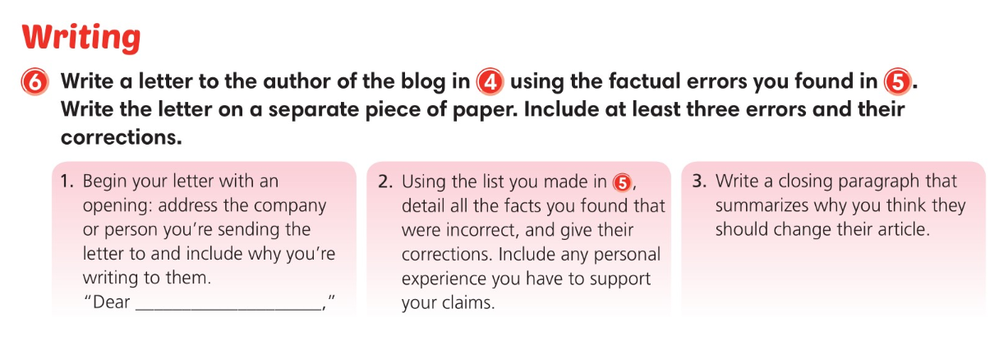 Writing
6 Write a letter to the author of the blog in 4 using the factual errors you found in 5.
Write the letter on a separate piece of paper. Include at least three errors and their
corrections.
1. Begin your letter with an
opening: address the company
or person you’re sending the
letter to and include why you’re
writing to them.
“Dear ____________________,”
2. Using the list you made in 5,
detail all the facts you found that
were incorrect, and give their
corrections. Include any personal
experience you have to support
your claims.
3. Write a closing paragraph that
summarizes why you think they
should change their article.